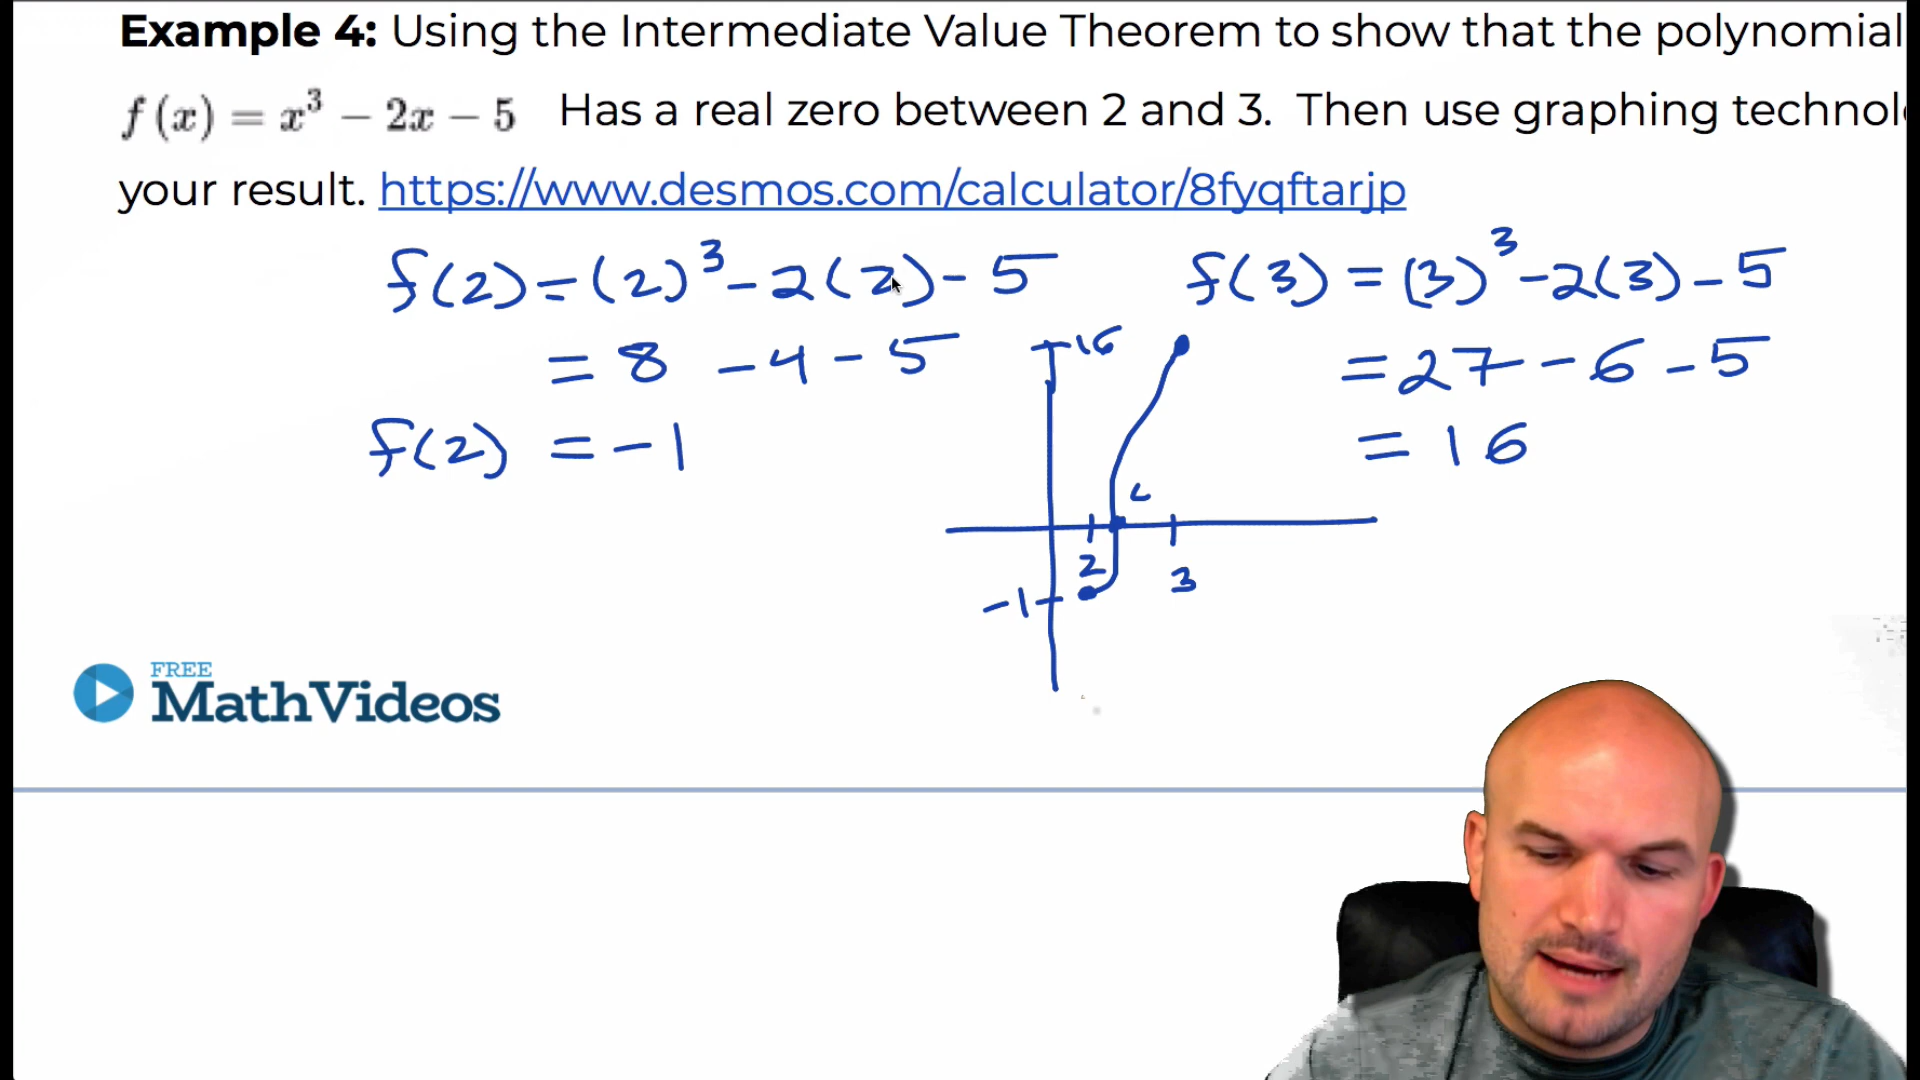 Example 4: Using the Intermediate Value Theorem to show that the polynomial
f(x) = x³ − 2x − 5 Has a real zero between 2 and 3. Then use graphing technol
your result. https://www.desmos.com/calculator/8fyqftarjp
f(2) = (2)³ - 2(2) - 5
f(3) = (3)³ - 2(3) - 5
= 8 - 4 - 5
16
= 27 - 6 - 5
f(2) = -1
= 16
c
2
3
-1
FREE
MathVideos